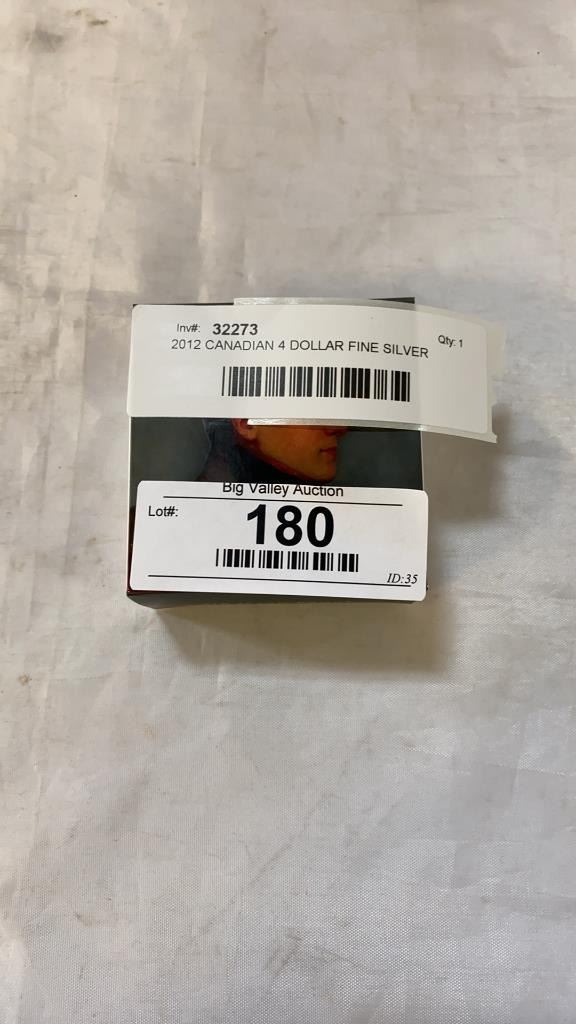 Inv#: 32273 Qty: 1
2012 CANADIAN 4 DOLLAR FINE SILVER
Big Valley Auction
Lot#: 180
ID:35